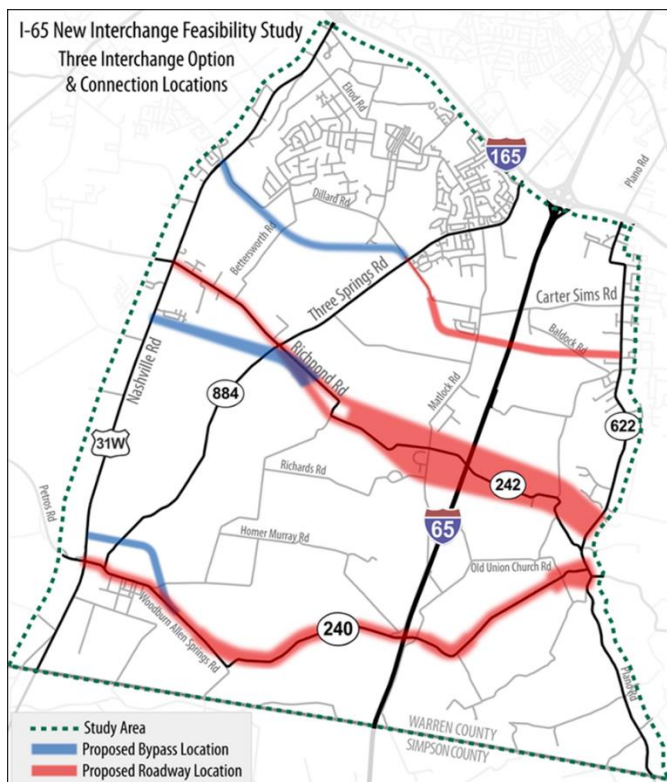 I-65 New Interchange Feasibility Study
Three Interchange Option
& Connection Locations
Elrod Rd
165
Plano Rd
Dillard Rd
Bettersworth Rd
Three Springs Rd
Carter Sims Rd
Baldock Rd
Nashville Rd
Richpond Rd
Matlock Rd
884
622
31W
242
Richards Rd
65
Petros Rd
Homer Murray Rd
Old Union Church Rd
Woodburn Allen Springs Rd
240
Plano Rd
WARREN COUNTY
SIMPSON COUNTY
Study Area
Proposed Bypass Location
Proposed Roadway Location